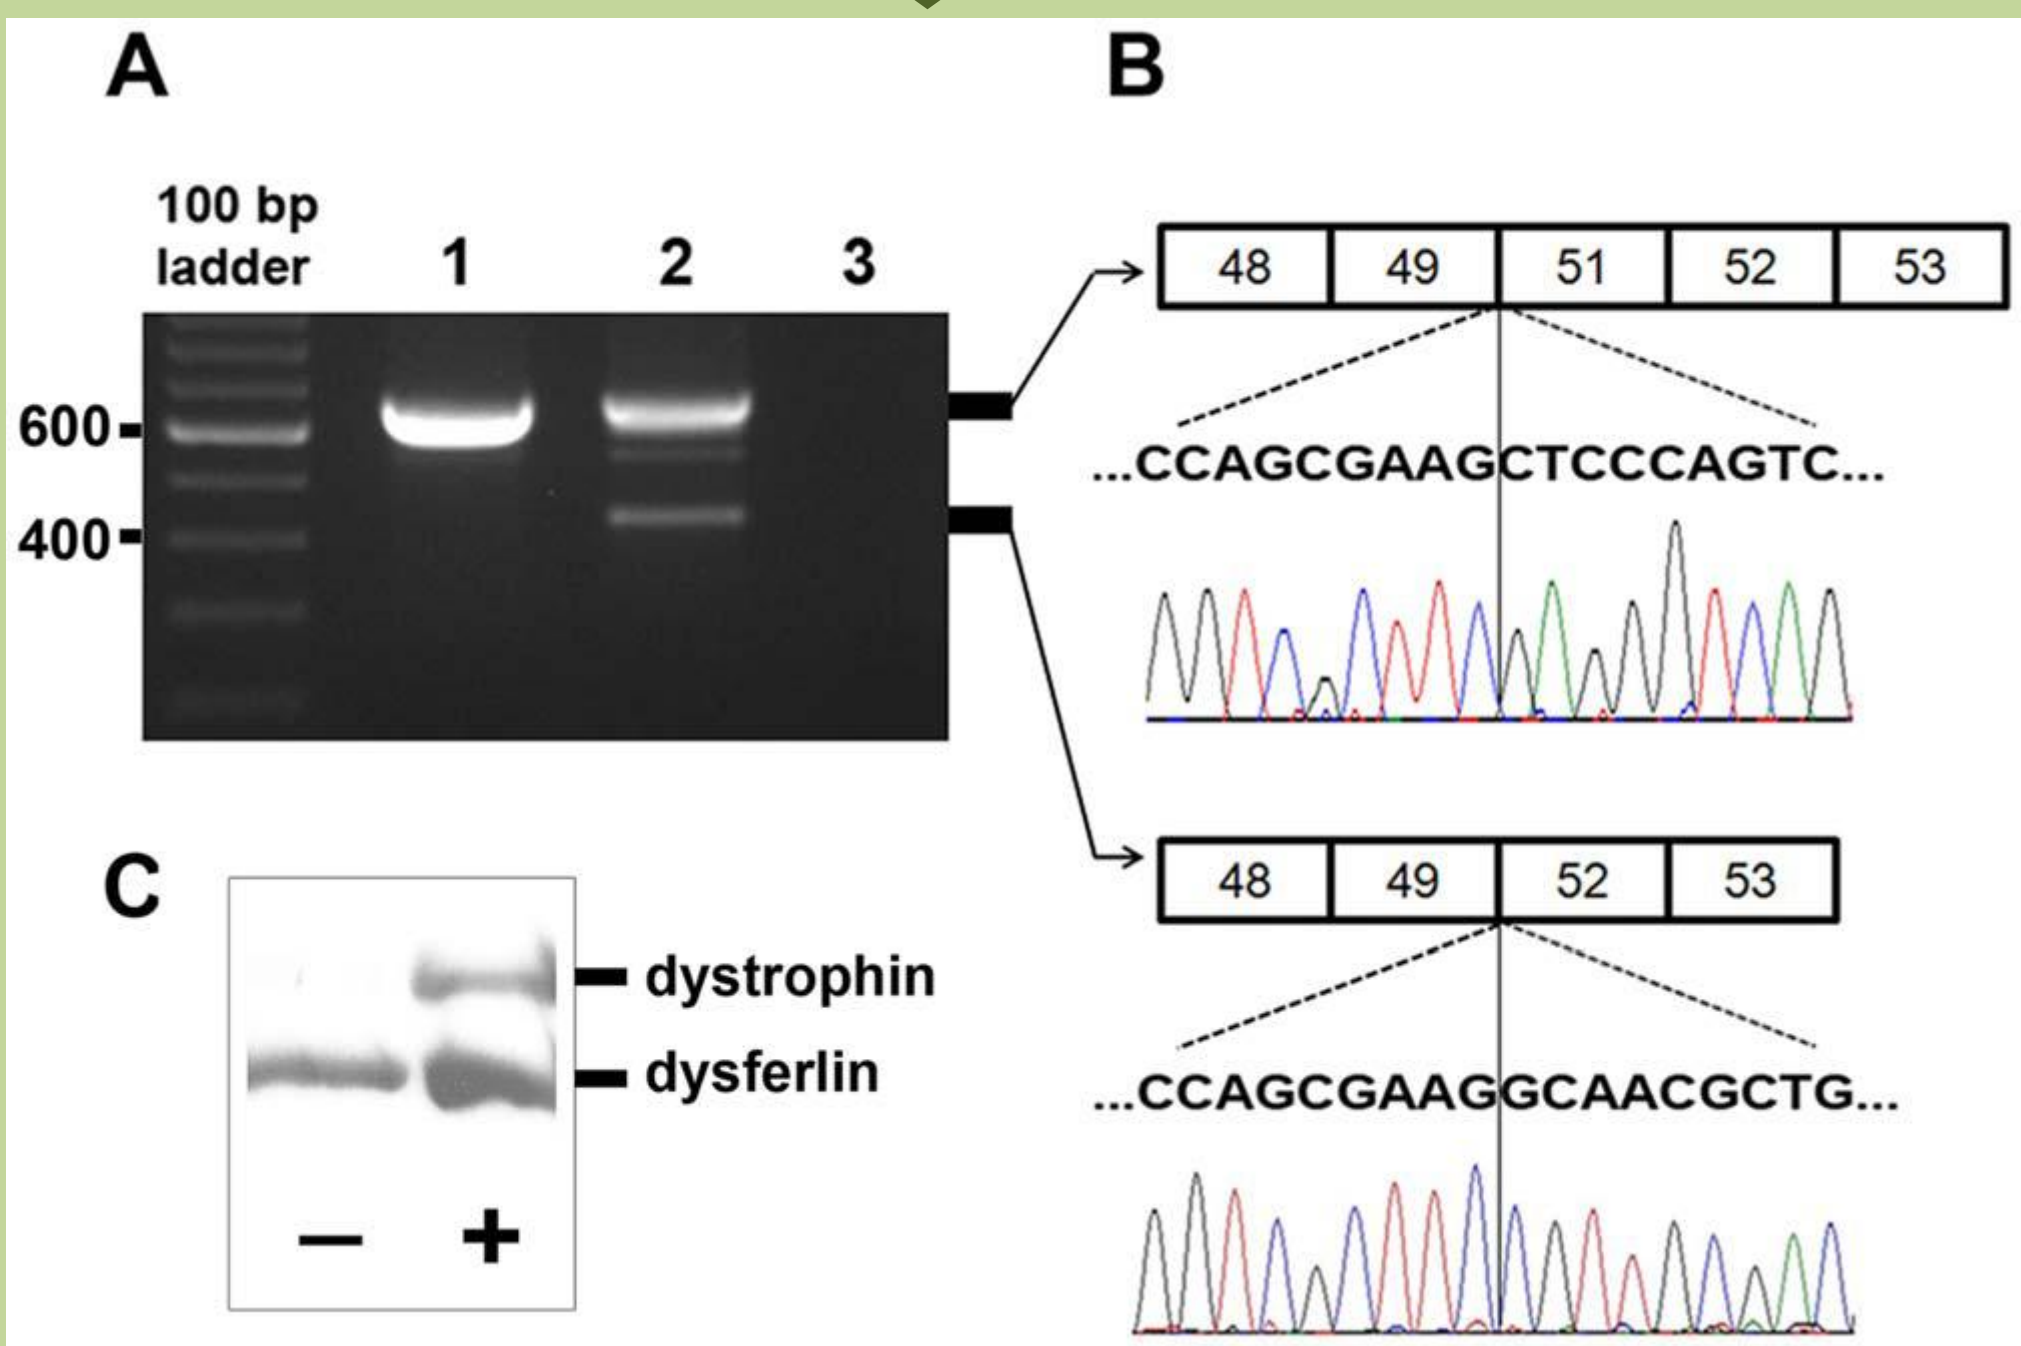 A
B
100 bp
ladder
1
2
3
600
400
48
49
51
52
53
...CCAGCGAAGCTCCCAGTC...
C
dystrophin
dysferlin
–
+
48
49
52
53
...CCAGCGAAGGCAACGCTG...